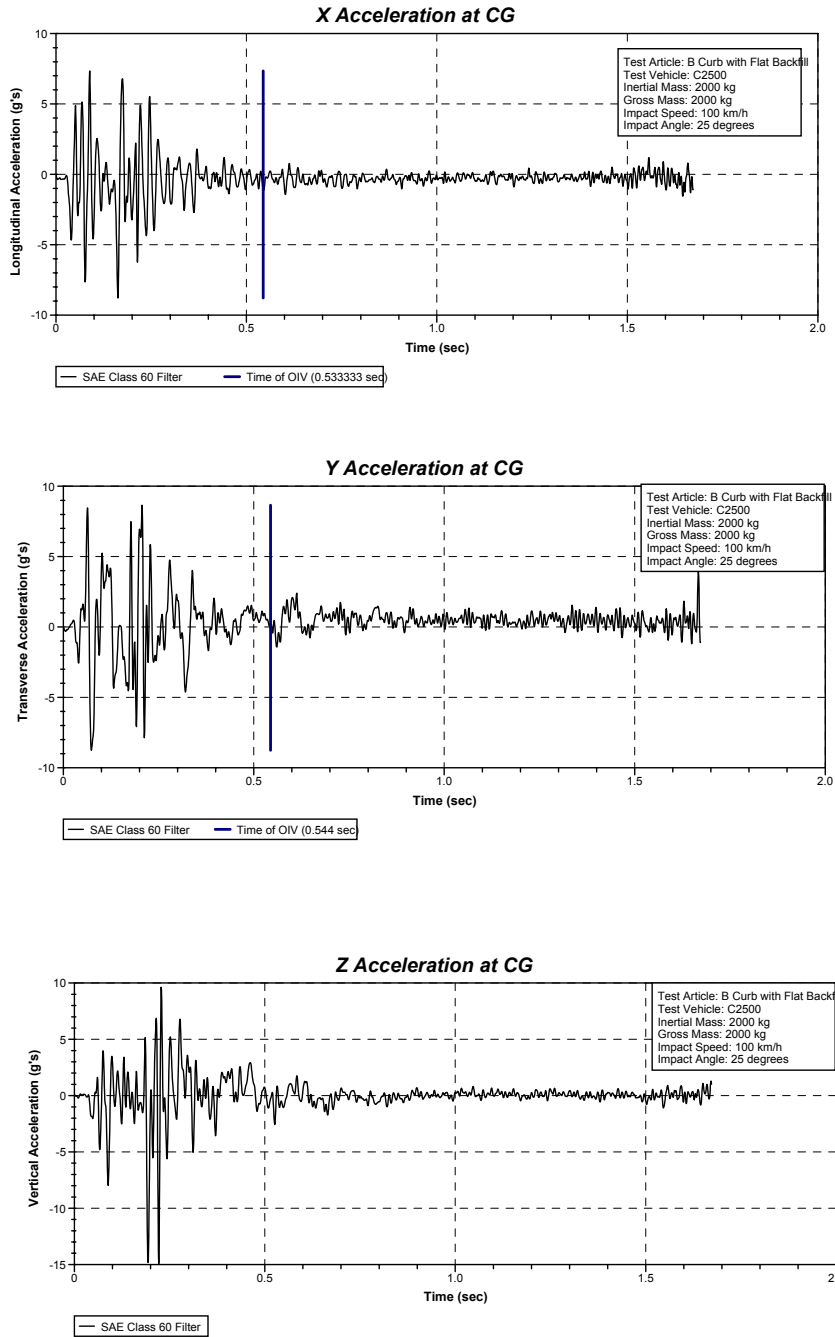 X Acceleration at CG
Test Article: B Curb with Flat Backfill
Test Vehicle: C2500
Inertial Mass: 2000 kg
Gross Mass: 2000 kg
Impact Speed: 100 km/h
Impact Angle: 25 degrees
Longitudinal Acceleration (g's)
10
5
0
-5
-10
0 0.5 1.0 1.5 2.0
Time (sec)
SAE Class 60 Filter Time of OIV (0.533333 sec)
Y Acceleration at CG
Test Article: B Curb with Flat Backfill
Test Vehicle: C2500
Inertial Mass: 2000 kg
Gross Mass: 2000 kg
Impact Speed: 100 km/h
Impact Angle: 25 degrees
Transverse Acceleration (g's)
10
5
0
-5
-10
0 0.5 1.0 1.5 2.0
Time (sec)
SAE Class 60 Filter Time of OIV (0.544 sec)
Z Acceleration at CG
Test Article: B Curb with Flat Backf
Test Vehicle: C2500
Inertial Mass: 2000 kg
Gross Mass: 2000 kg
Impact Speed: 100 km/h
Impact Angle: 25 degrees
Vertical Acceleration (g's)
10
5
0
-5
-10
-15
0 0.5 1.0 1.5
Time (sec)
SAE Class 60 Filter